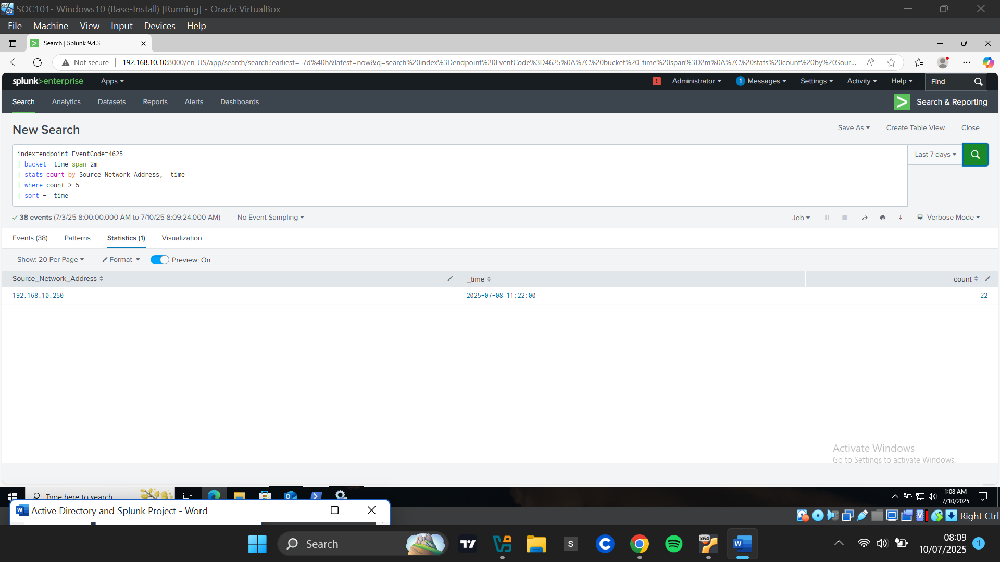 SOC101- Windows10 (Base-Install) [Running] - Oracle VirtualBox
File Machine View Input Devices Help
Search | Splunk 9.4.3
Not secure 192.168.10.10:8000/en-US/app/search/search?earliest=-7d%40h&latest=now&q=search%20index%3Dendpoint%20EventCode%3D4625%0A%7C%20bucket%20_time%20span%3D2m%0A%7C%20stats%20count%20by%20Sour...
splunk>enterprise Apps Administrator 1 Messages Settings Activity Help Find
Search Analytics Datasets Reports Alerts Dashboards Search & Reporting
New Search Save As Create Table View Close
index=endpoint EventCode=4625
| bucket _time span=2m
| stats count by Source_Network_Address, _time
| where count > 5
| sort - _time
Last 7 days
38 events (7/3/25 8:00:00.000 AM to 7/10/25 8:09:24.000 AM) No Event Sampling Job Verbose Mode
Events (38) Patterns Statistics (1) Visualization
Show: 20 Per Page Format Preview: On
Source_Network_Address _time count
192.168.10.250 2025-07-08 11:22:00 22
Activate Windows
Go to Settings to activate Windows.
Type here to search
1:08 AM
7/10/2025
Active Directory and Splunk Project - Word
Right Ctrl
Search
08:09
10/07/2025
1